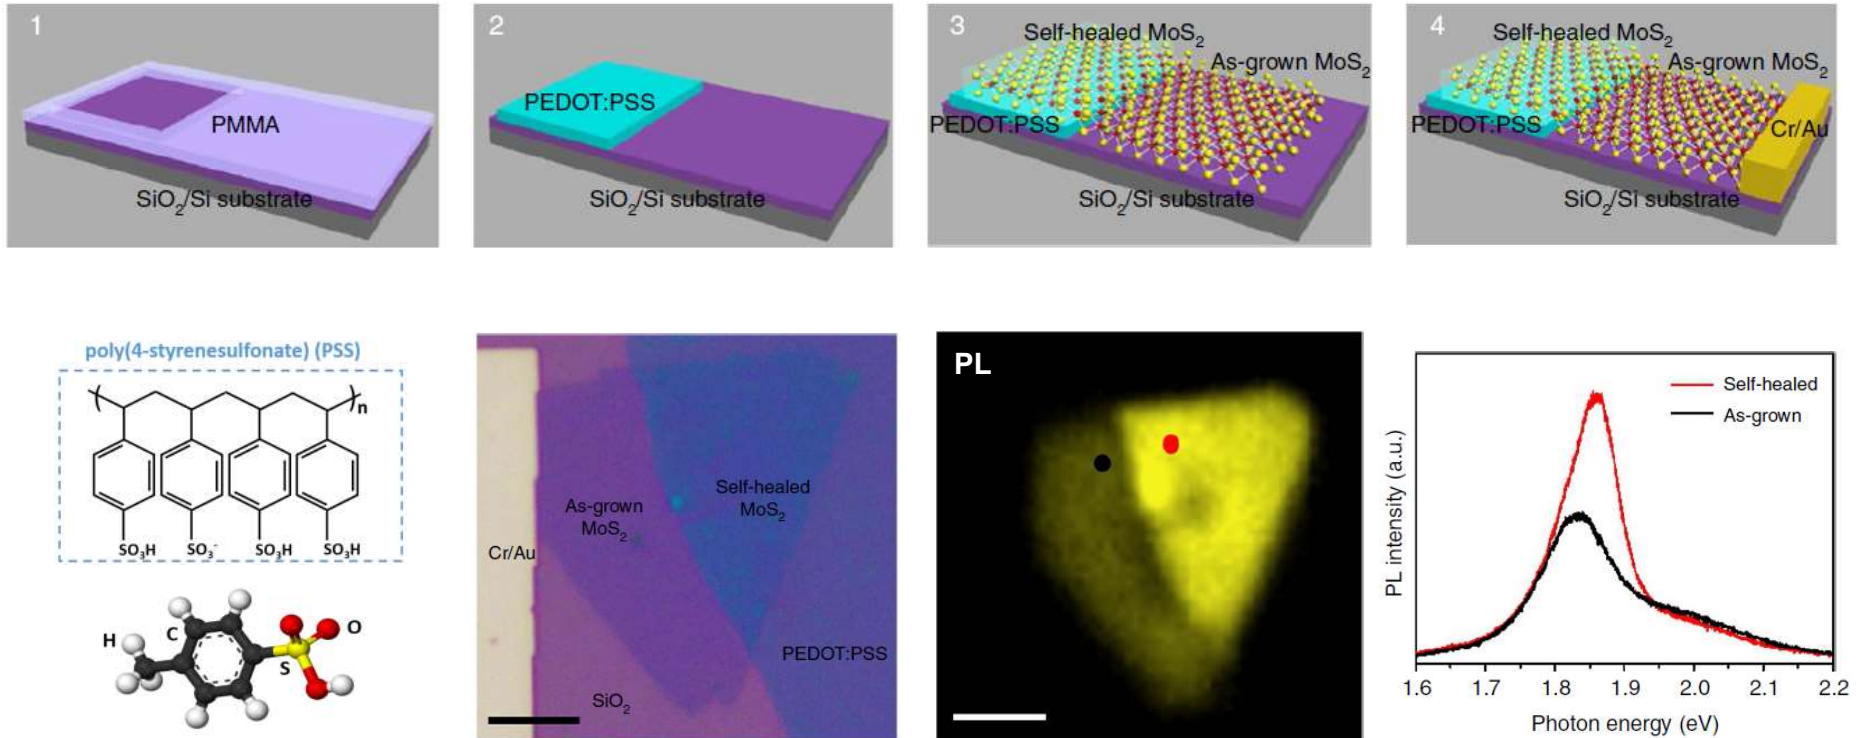 1
PMMA
SiO₂/Si substrate
2
PEDOT:PSS
SiO₂/Si substrate
3
Self-healed MoS₂
As-grown MoS₂
PEDOT:PSS
SiO₂/Si substrate
4
Self-healed MoS₂
As-grown MoS₂
PEDOT:PSS
Cr/Au
SiO₂/Si substrate
poly(4-styrenesulfonate) (PSS)
n
SO₃H SO₃⁻ SO₃H SO₃H
H
C
O
S
Self-healed
MoS₂
As-grown
MoS₂
Cr/Au
PEDOT:PSS
SiO₂
PL
Self-healed
As-grown
PL intensity (a.u.)
1.6 1.7 1.8 1.9 2.0 2.1 2.2
Photon energy (eV)